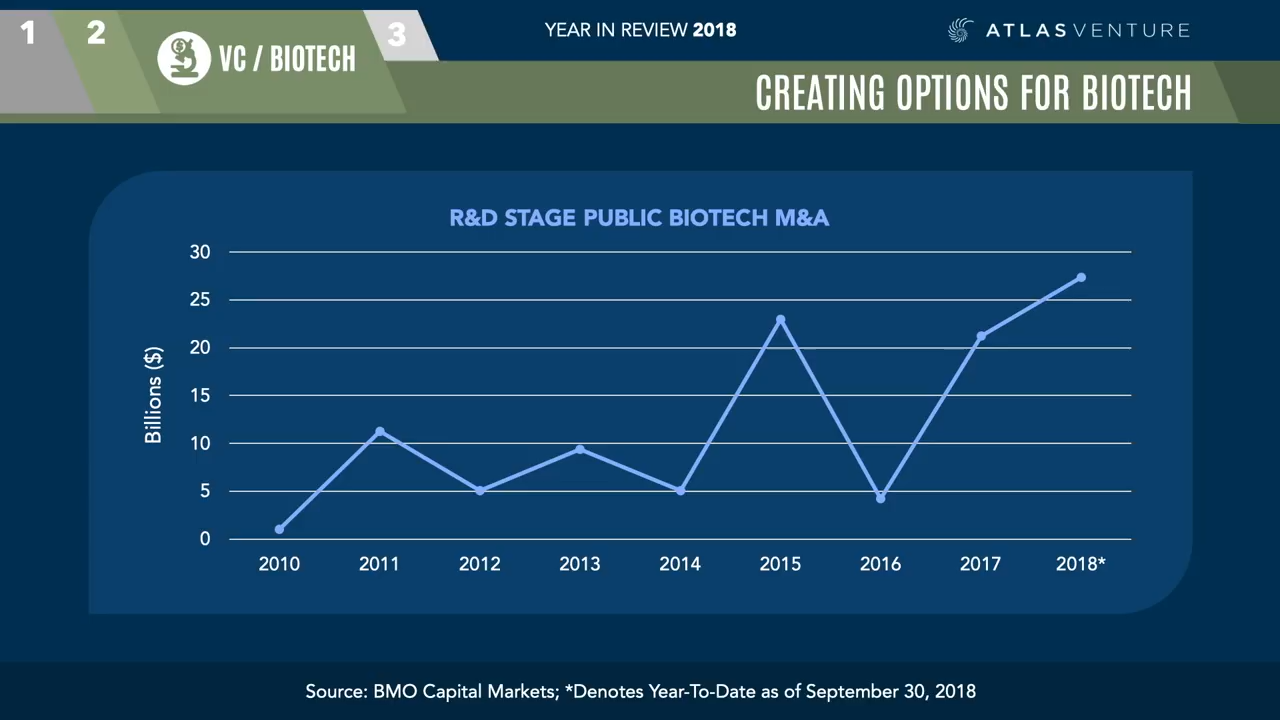 1
2
VC / BIOTECH
3
YEAR IN REVIEW 2018
ATLAS VENTURE
CREATING OPTIONS FOR BIOTECH
R&D STAGE PUBLIC BIOTECH M&A
Billions ($)
30
25
20
15
10
5
0
2010 2011 2012 2013 2014 2015 2016 2017 2018*
Source: BMO Capital Markets; *Denotes Year-To-Date as of September 30, 2018